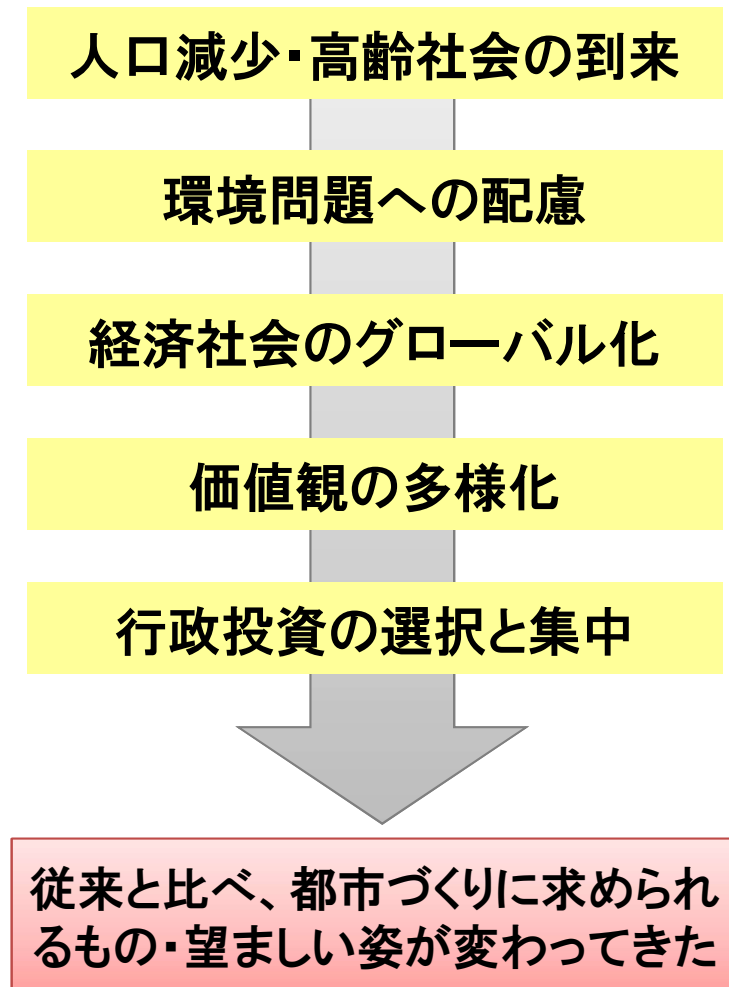 人口減少・高齢社会の到来
環境問題への配慮
経済社会のグローバル化
価値観の多様化
行政投資の選択と集中
従来と比べ、都市づくりに求められ
るもの・望ましい姿が変わってきた